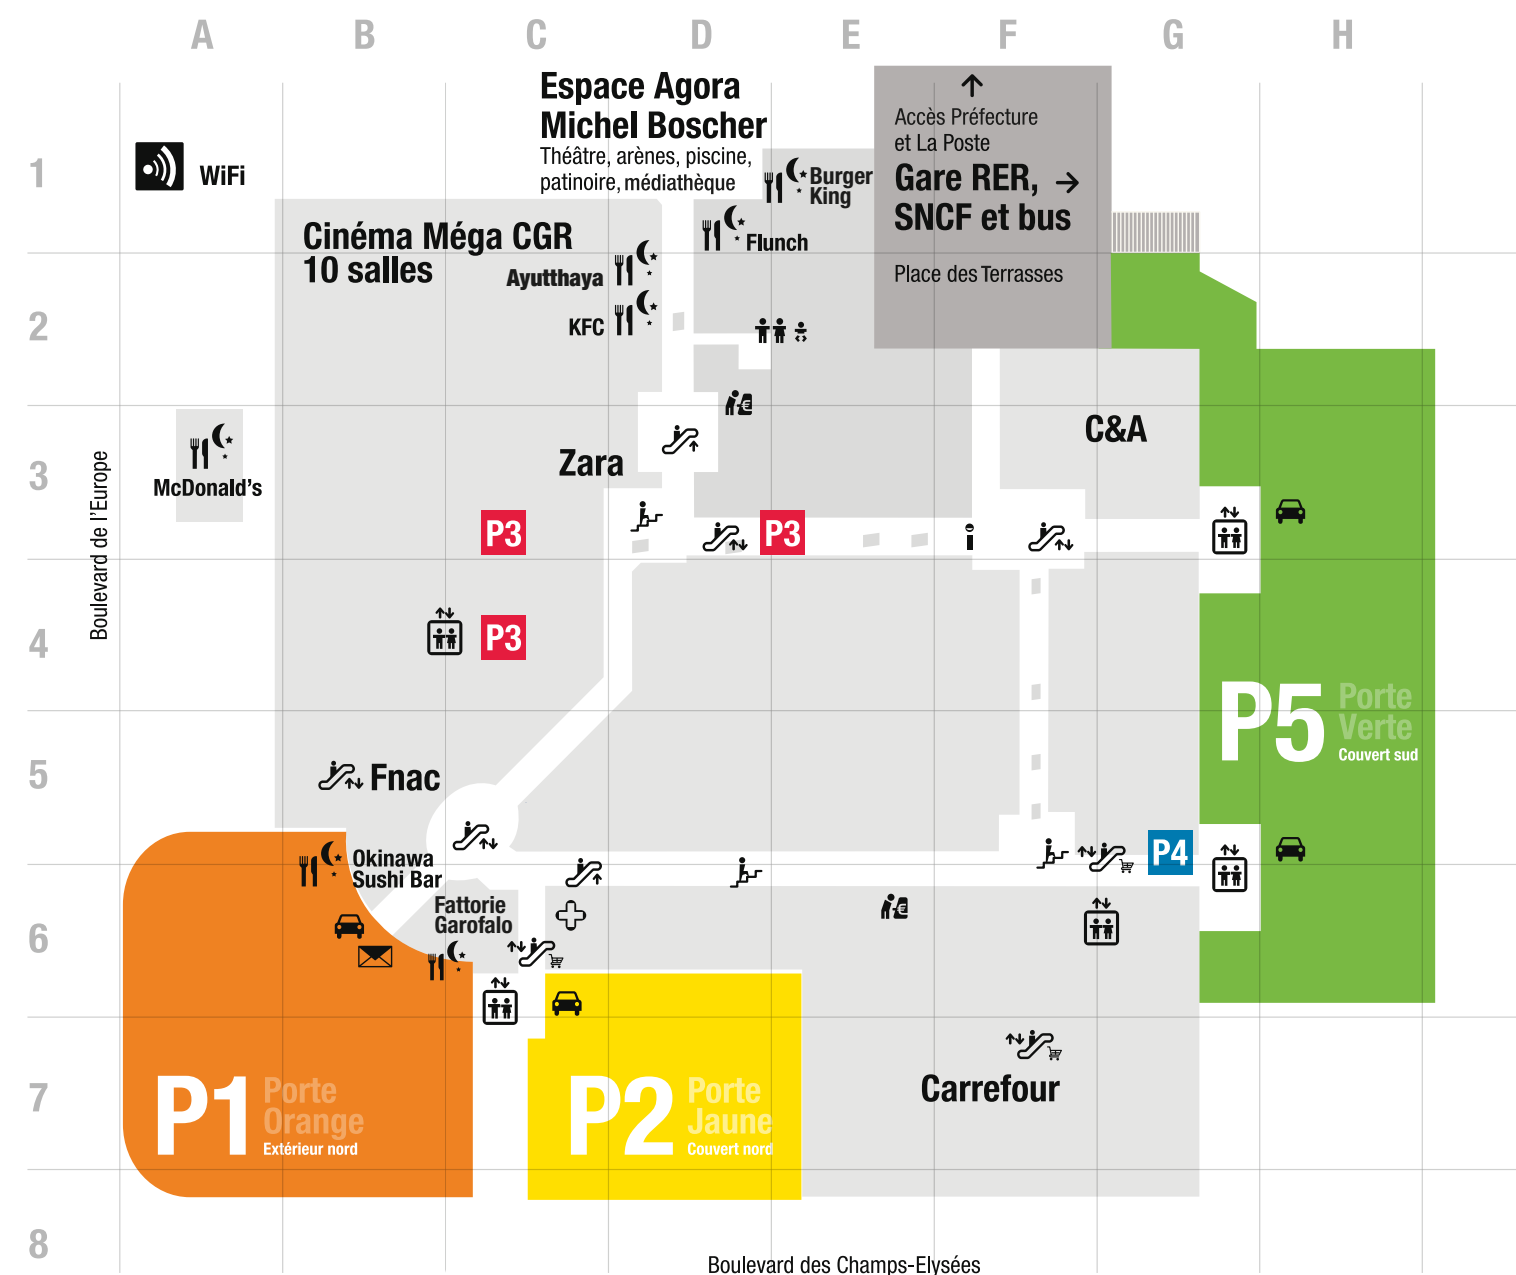 A B C D E F G H
Espace Agora
Michel Boscher
Théâtre, arènes, piscine,
patinoire, médiathèque
Accès Préfecture
et La Poste
Gare RER,
SNCF et bus
Place des Terrasses
1
WiFi
Burger
King
Flunch
Cinéma Méga CGR
10 salles
Ayutthaya
KFC
2
C&A
Zara
3
McDonald's
Boulevard de l'Europe
P3
P3
i
P3
4
P5
Porte
Verte
Couvert sud
5
Fnac
P4
Okinawa
Sushi Bar
Fattorie
Garofalo
6
€
€
P1
Porte
Orange
Extérieur nord
P2
Porte
Jaune
Couvert nord
Carrefour
7
8
Boulevard des Champs-Elysées